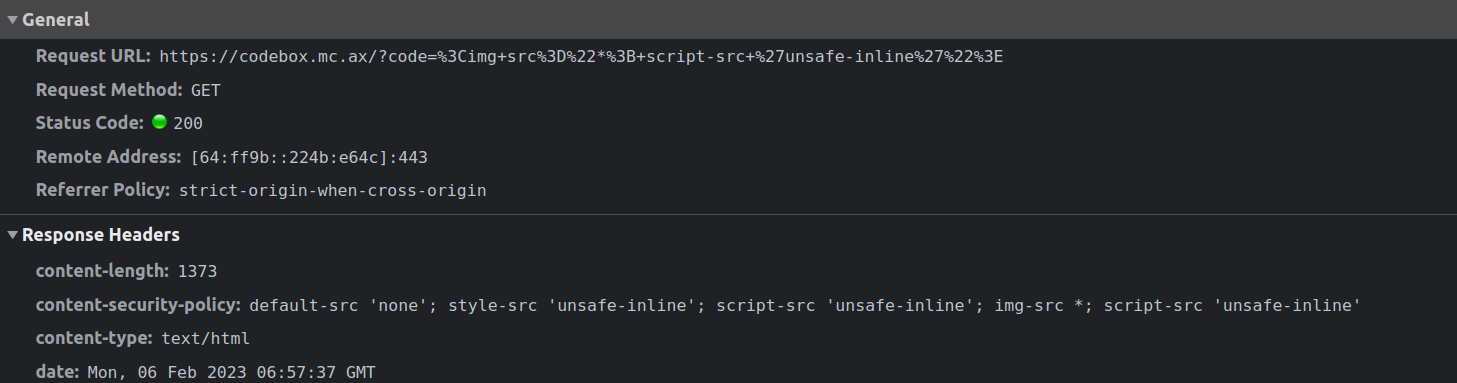 General
Request URL: https://codebox.mc.ax/?code=%3Cimg+src%3D%22*%3B+script-src+%27unsafe-inline%27%22%3E
Request Method: GET
Status Code: 200
Remote Address: [64:ff9b::224b:e64c]:443
Referrer Policy: strict-origin-when-cross-origin
Response Headers
content-length: 1373
content-security-policy: default-src 'none'; style-src 'unsafe-inline'; script-src 'unsafe-inline'; img-src *; script-src 'unsafe-inline'
content-type: text/html
date: Mon, 06 Feb 2023 06:57:37 GMT